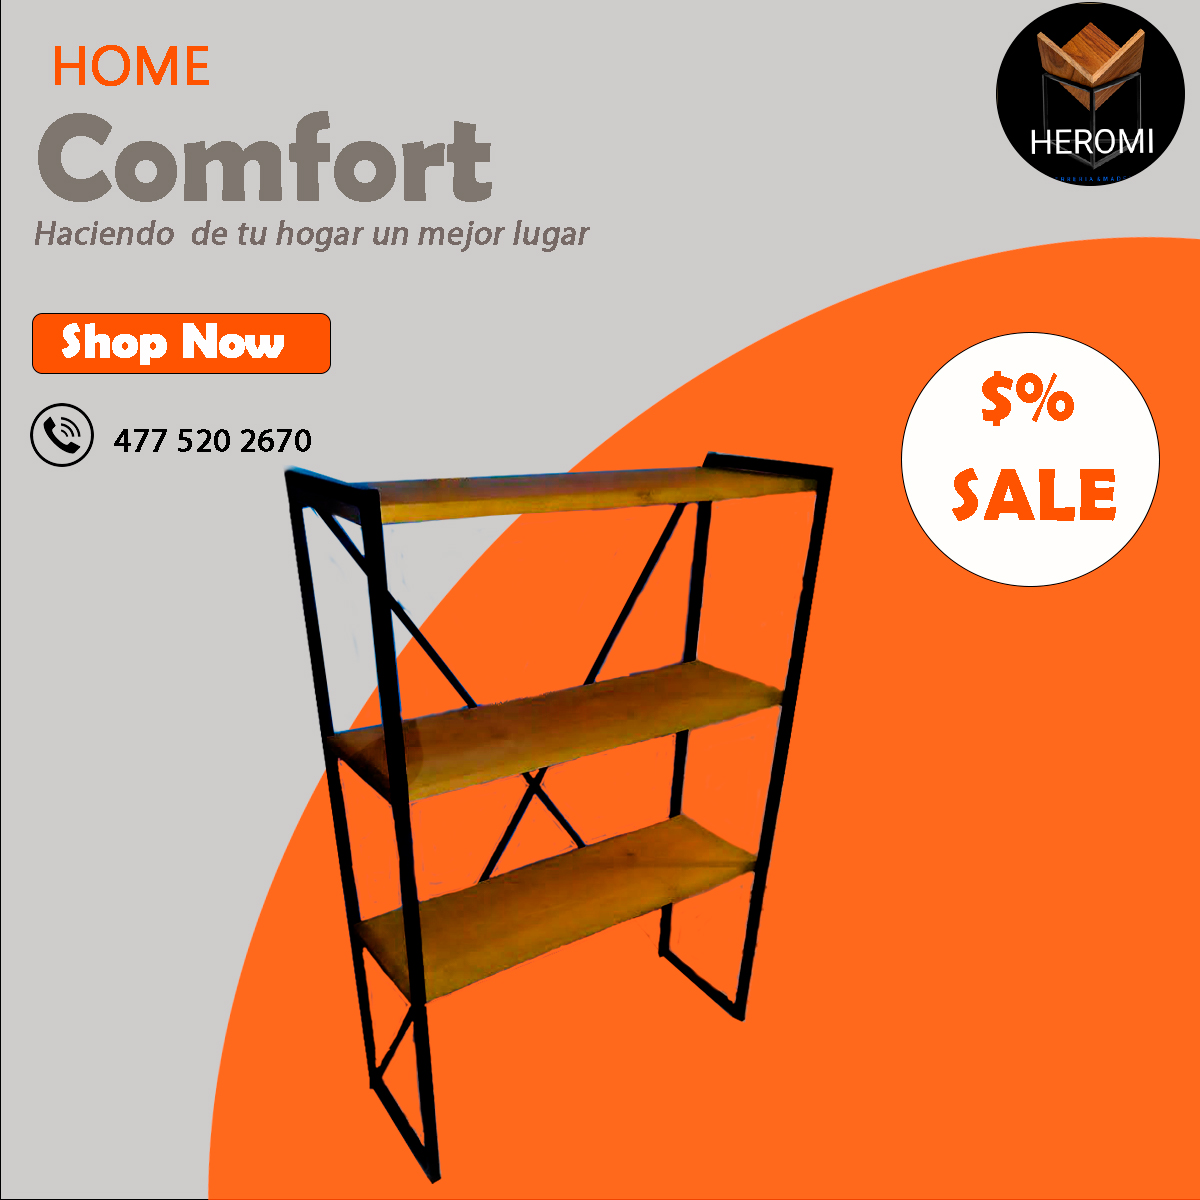 HOME
Comfort
Haciendo de tu hogar un mejor lugar
Shop Now
477 520 2670
HEROMI
$%
SALE